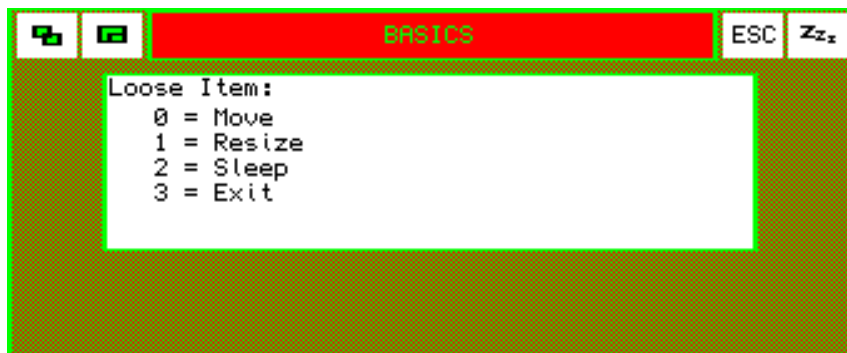 BASICS ESC Zzz
Loose Item:
0 = Move
1 = Resize
2 = Sleep
3 = Exit